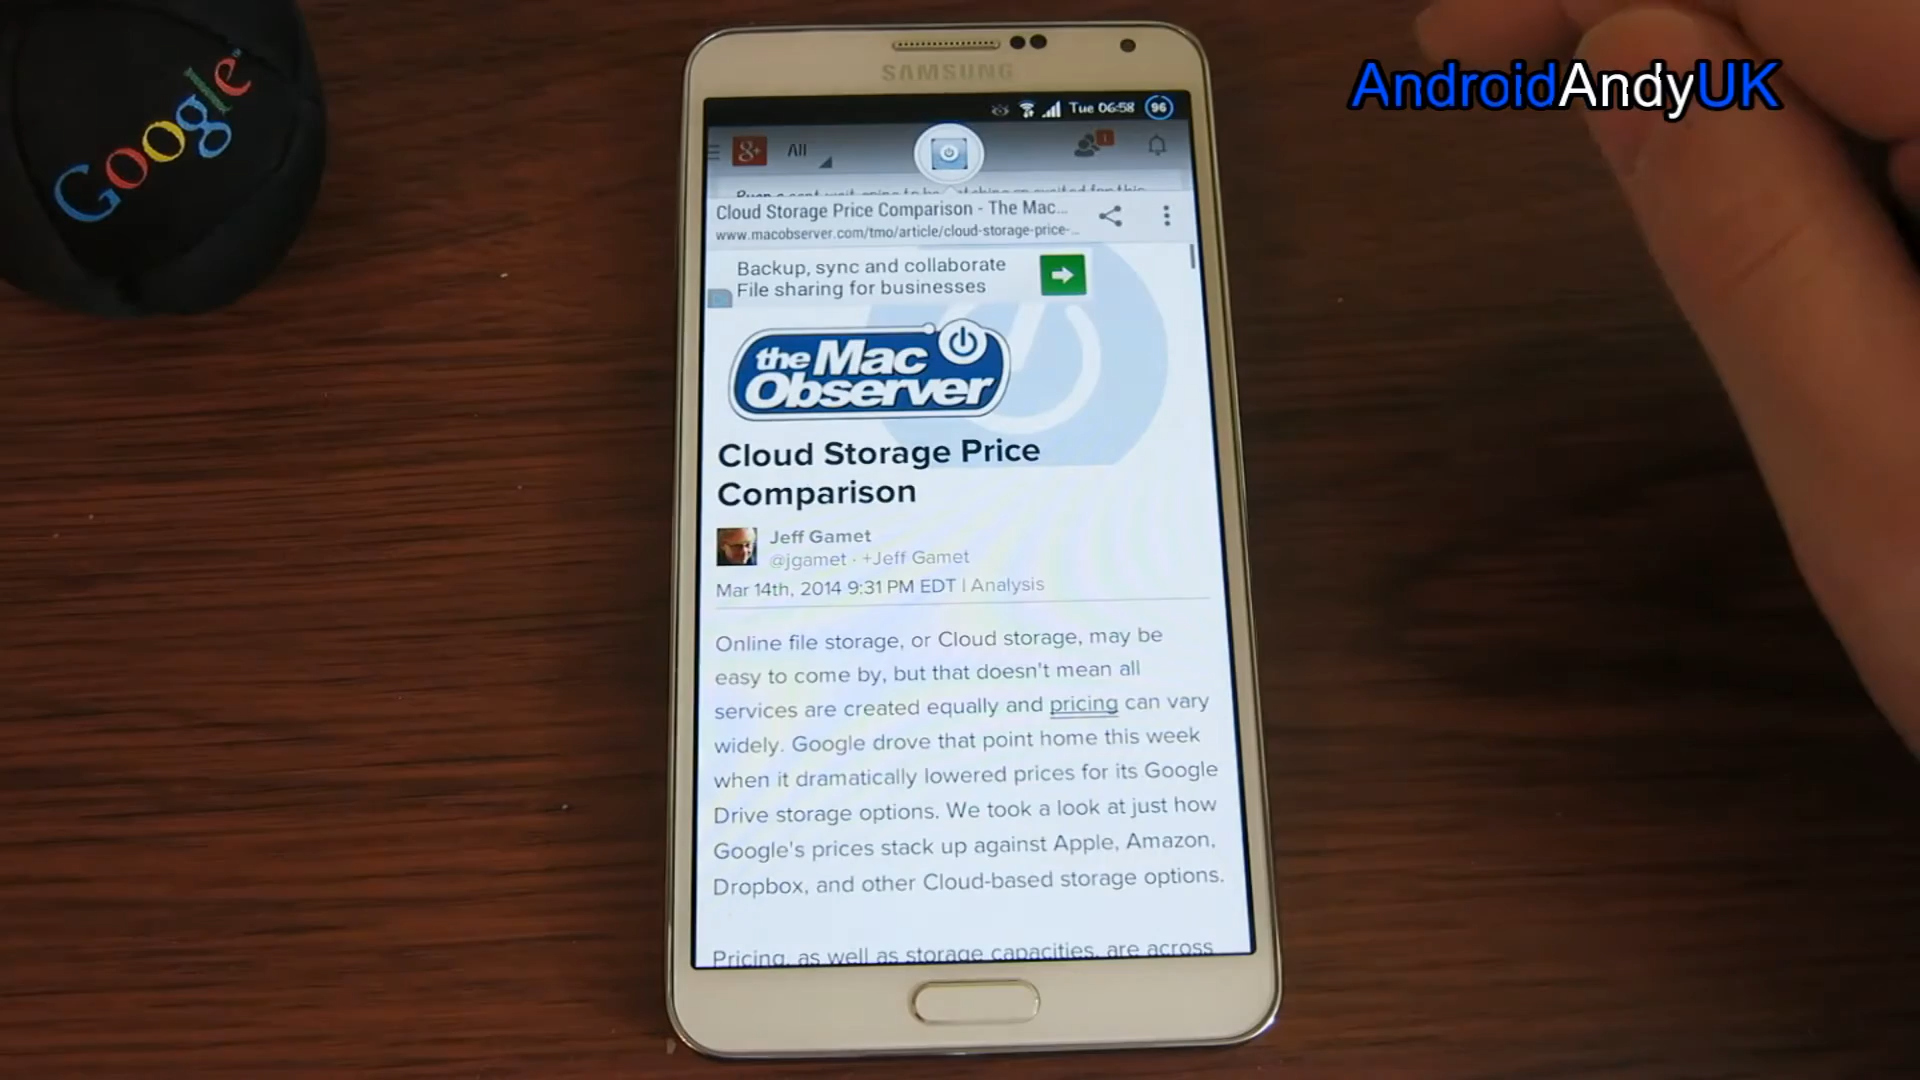 Google
AndroidAndyUK
SAMSUNG
Tue 06:58 96
8+ All 1
Cloud Storage Price Comparison - The Mac...
www.macobserver.com/tmo/article/cloud-storage-price-...
Backup, sync and collaborate
File sharing for businesses
the Mac
Observer
Cloud Storage Price
Comparison
Jeff Gamet
@jgamet · +Jeff Gamet
Mar 14th, 2014 9:31 PM EDT | Analysis
Online file storage, or Cloud storage, may be
easy to come by, but that doesn't mean all
services are created equally and pricing can vary
widely. Google drove that point home this week
when it dramatically lowered prices for its Google
Drive storage options. We took a look at just how
Google's prices stack up against Apple, Amazon,
Dropbox, and other Cloud-based storage options.
Pricing, as well as storage capacities, are across